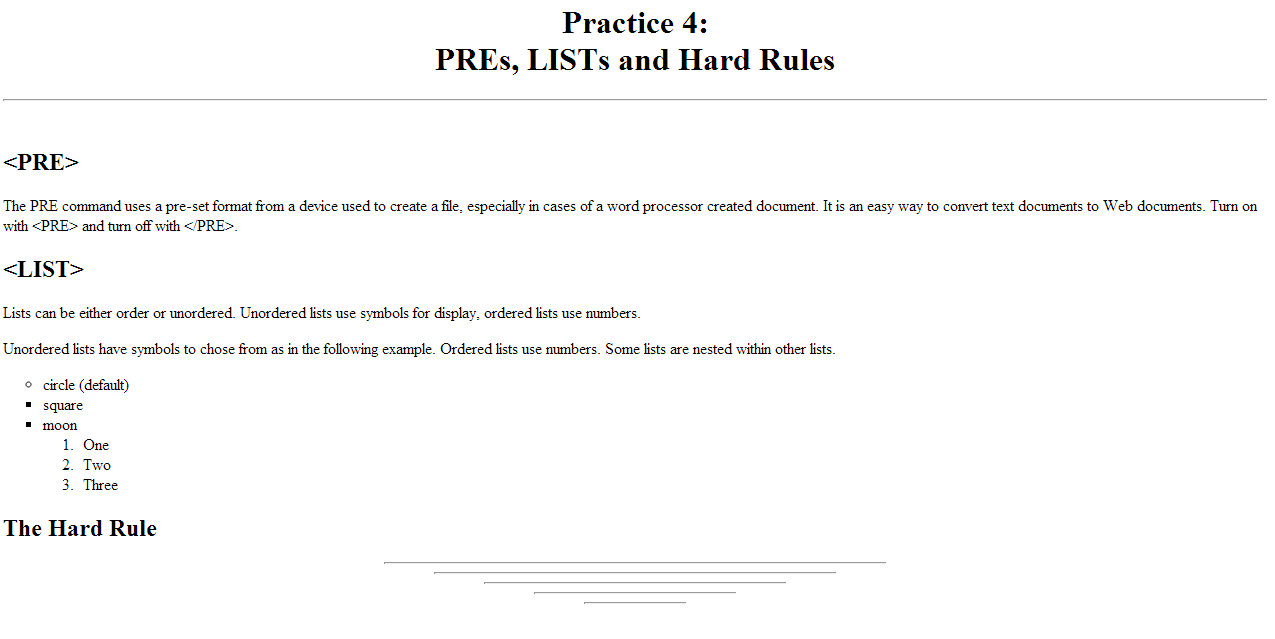 Practice 4:
PREs, LISTs and Hard Rules
<PRE>
The PRE command uses a pre-set format from a device used to create a file, especially in cases of a word processor created document. It is an easy way to convert text documents to Web documents. Turn on
with <PRE> and turn off with </PRE>.
<LIST>
Lists can be either order or unordered. Unordered lists use symbols for display, ordered lists use numbers.
Unordered lists have symbols to chose from as in the following example. Ordered lists use numbers. Some lists are nested within other lists.
circle (default)
square
moon
1. One
2. Two
3. Three
The Hard Rule